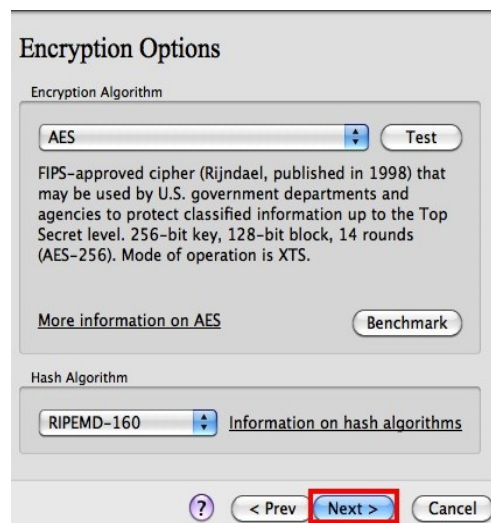 Encryption Options
Encryption Algorithm
AES Test
FIPS-approved cipher (Rijndael, published in 1998) that
may be used by U.S. government departments and
agencies to protect classified information up to the Top
Secret level. 256-bit key, 128-bit block, 14 rounds
(AES-256). Mode of operation is XTS.
More information on AES Benchmark
Hash Algorithm
RIPEMD-160 Information on hash algorithms
? < Prev Next > Cancel